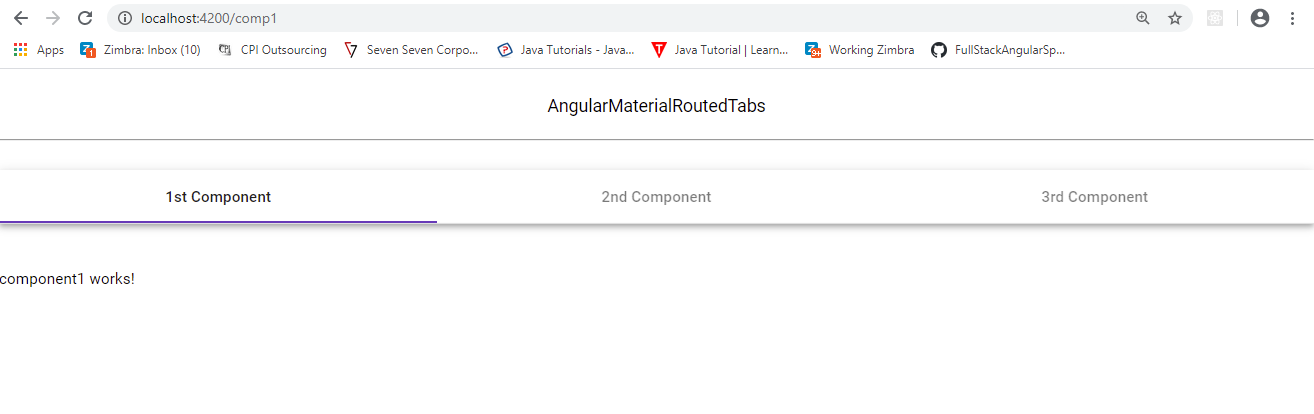 localhost:4200/comp1
Apps Zimbra: Inbox (10) CPI Outsourcing Seven Seven Corpo... Java Tutorials - Java... Java Tutorial | Learn... Working Zimbra FullStackAngularSp...
AngularMaterialRoutedTabs
1st Component 2nd Component 3rd Component
component1 works!